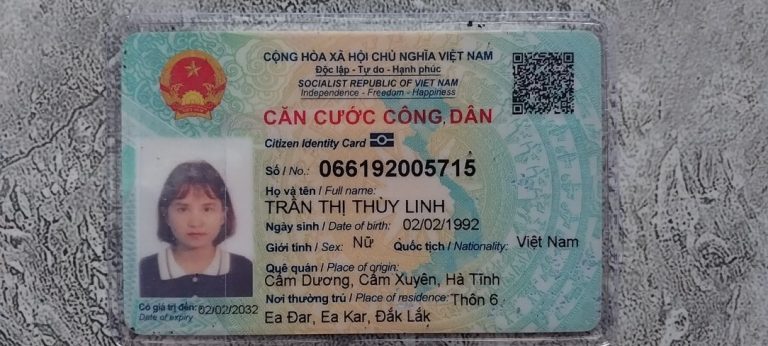 CỘNG HÒA XÃ HỘI CHỦ NGHĨA VIỆT NAM
Độc lập - Tự do - Hạnh phúc
SOCIALIST REPUBLIC OF VIET NAM
Independence - Freedom - Happiness
CĂN CƯỚC CÔNG DÂN
Citizen Identity Card
Số / No.: 066192005715
Họ và tên / Full name:
TRẦN THỊ THÙY LINH
Ngày sinh / Date of birth: 02/02/1992
Giới tính / Sex: Nữ Quốc tịch / Nationality: Việt Nam
Quê quán / Place of origin:
Cẩm Dương, Cẩm Xuyên, Hà Tĩnh
Nơi thường trú / Place of residence: Thôn 6
Ea Đar, Ea Kar, Đắk Lắk
Có giá trị đến: 02/02/2032
Date of expiry